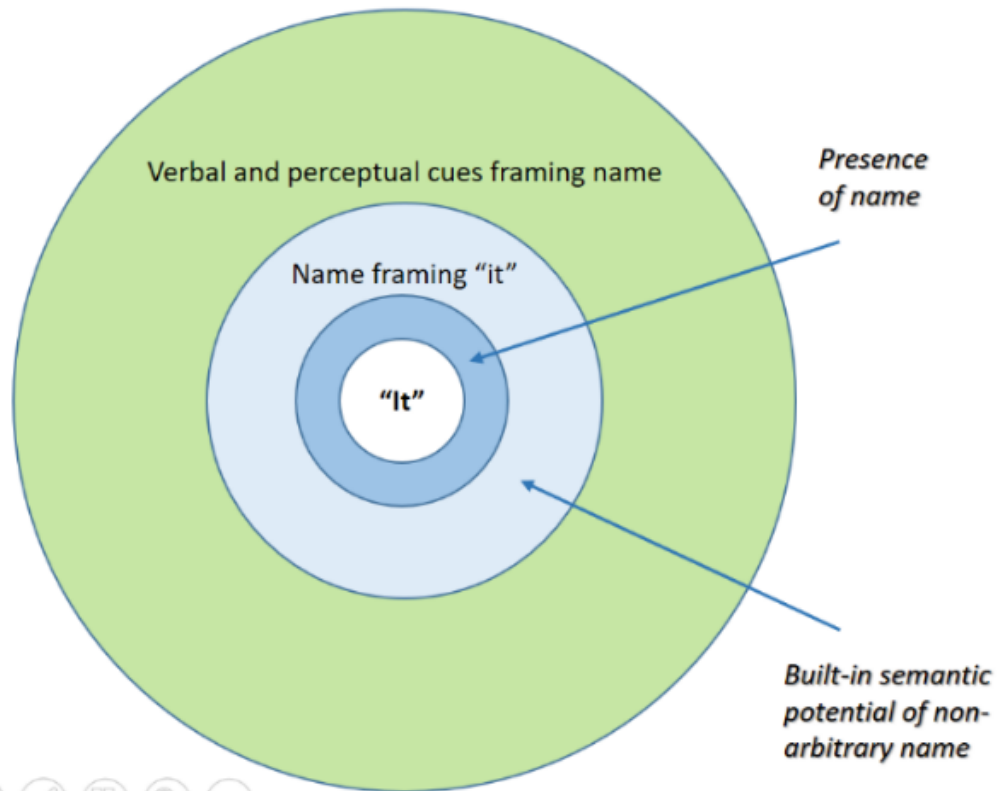 Verbal and perceptual cues framing name
Presence
of name
Name framing “it”
“It”
Built-in semantic
potential of non-
arbitrary name